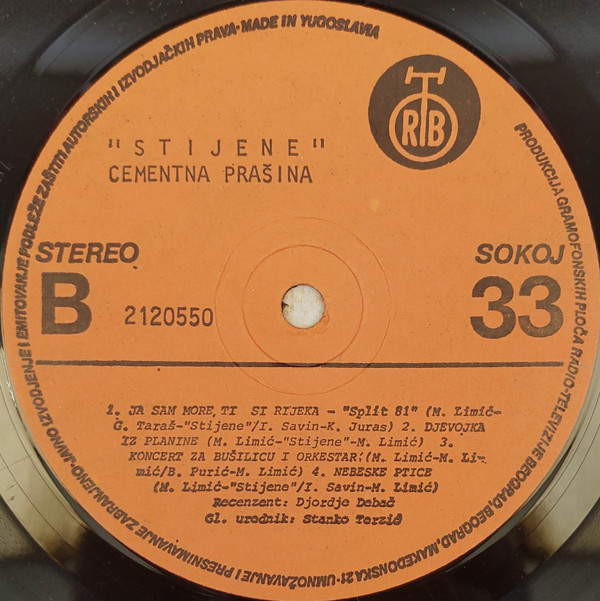 PRODUKCIJA GRAMOFONSKIH PLOČA RADIO-TELEVIZIJE BEOGRAD, BEOGRAD, MAKEDONSKA 21 · UMNOŽAVANJE I PRESNIMAVANJE ZABRANJENO · JAVNO IZVODJENJE I EMITOVANJE PODLEŽE ZAŠTITI AUTORSKIH I IZVODJAČKIH PRAVA · MADE IN YUGOSLAVIA
RTB
"STIJENE"
CEMENTNA PRAŠINA
STEREO
SOKOJ
B
2120550
33
1. JA SAM MORE, TI SI RIJEKA - "Split 81" (M. Limić-
G. Taraš-"Stijene"/I. Savin-K. Juras) 2. DJEVOJKA
IZ PLANINE (M. Limić-"Stijene"-M. Limić) 3.
KONCERT ZA BUŠILICU I ORKESTAR (M. Limić-M. Li-
mić/B. Purić-M. Limić) 4. NEBESKE PTICE
(M. Limić-"Stijene"/I. Savin-M. Limić)
Recenzent: Djordje Debač
Gl. urednik: Stanko Terzić